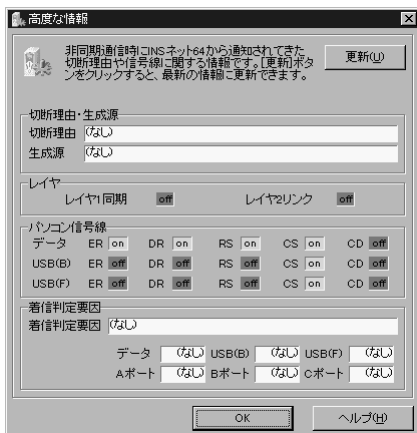 高度な情報
非同期通信時にINSネット64から通知されてきた
切断理由や信号線に関する情報です。[更新]ボタ
ンをクリックすると、最新の情報に更新できます。
更新(U)
切断理由・生成源
切断理由 (なし)
生成源 (なし)
レイヤ
レイヤ1同期 off レイヤ2リンク off
パソコン信号線
データ ER on DR on RS on CS on CD off
USB(B) ER off DR off RS off CS on CD off
USB(F) ER off DR off RS off CS on CD off
着信判定要因
着信判定要因 (なし)
データ (なし) USB(B) (なし) USB(F) (なし)
Aポート (なし) Bポート (なし) Cポート (なし)
OK ヘルプ(H)